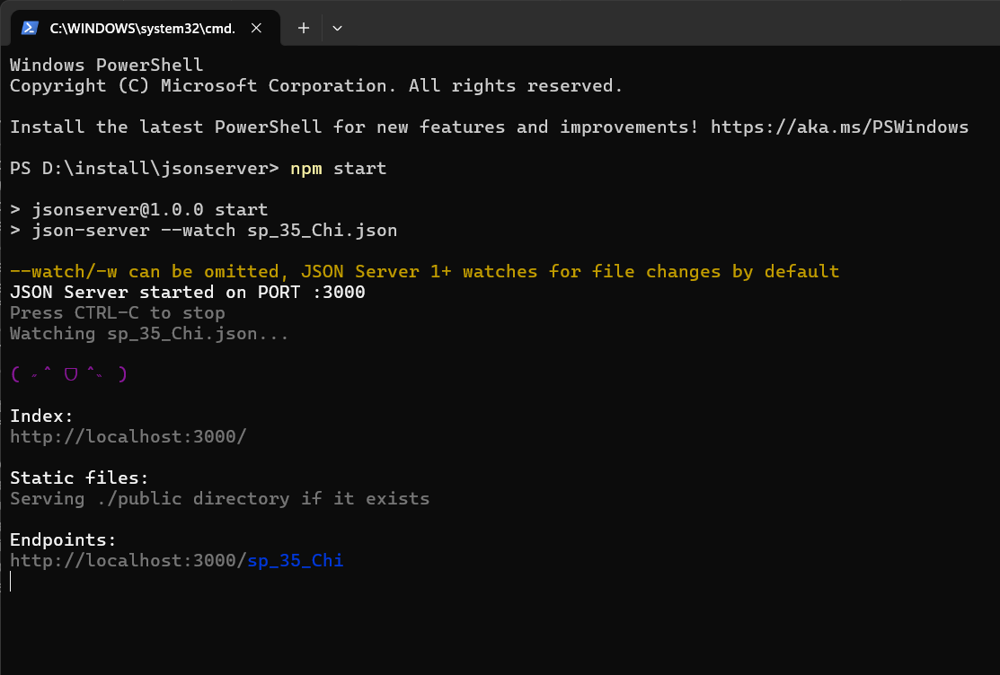 C:\WINDOWS\system32\cmd.
Windows PowerShell
Copyright (C) Microsoft Corporation. All rights reserved.
Install the latest PowerShell for new features and improvements! https://aka.ms/PSWindows
PS D:\install\jsonserver> npm start
> jsonserver@1.0.0 start
> json-server --watch sp_35_Chi.json
--watch/-w can be omitted, JSON Server 1+ watches for file changes by default
JSON Server started on PORT :3000
Press CTRL-C to stop
Watching sp_35_Chi.json...
( ˶ˆ ᗜ ˆ˵ )
Index:
http://localhost:3000/
Static files:
Serving ./public directory if it exists
Endpoints:
http://localhost:3000/sp_35_Chi